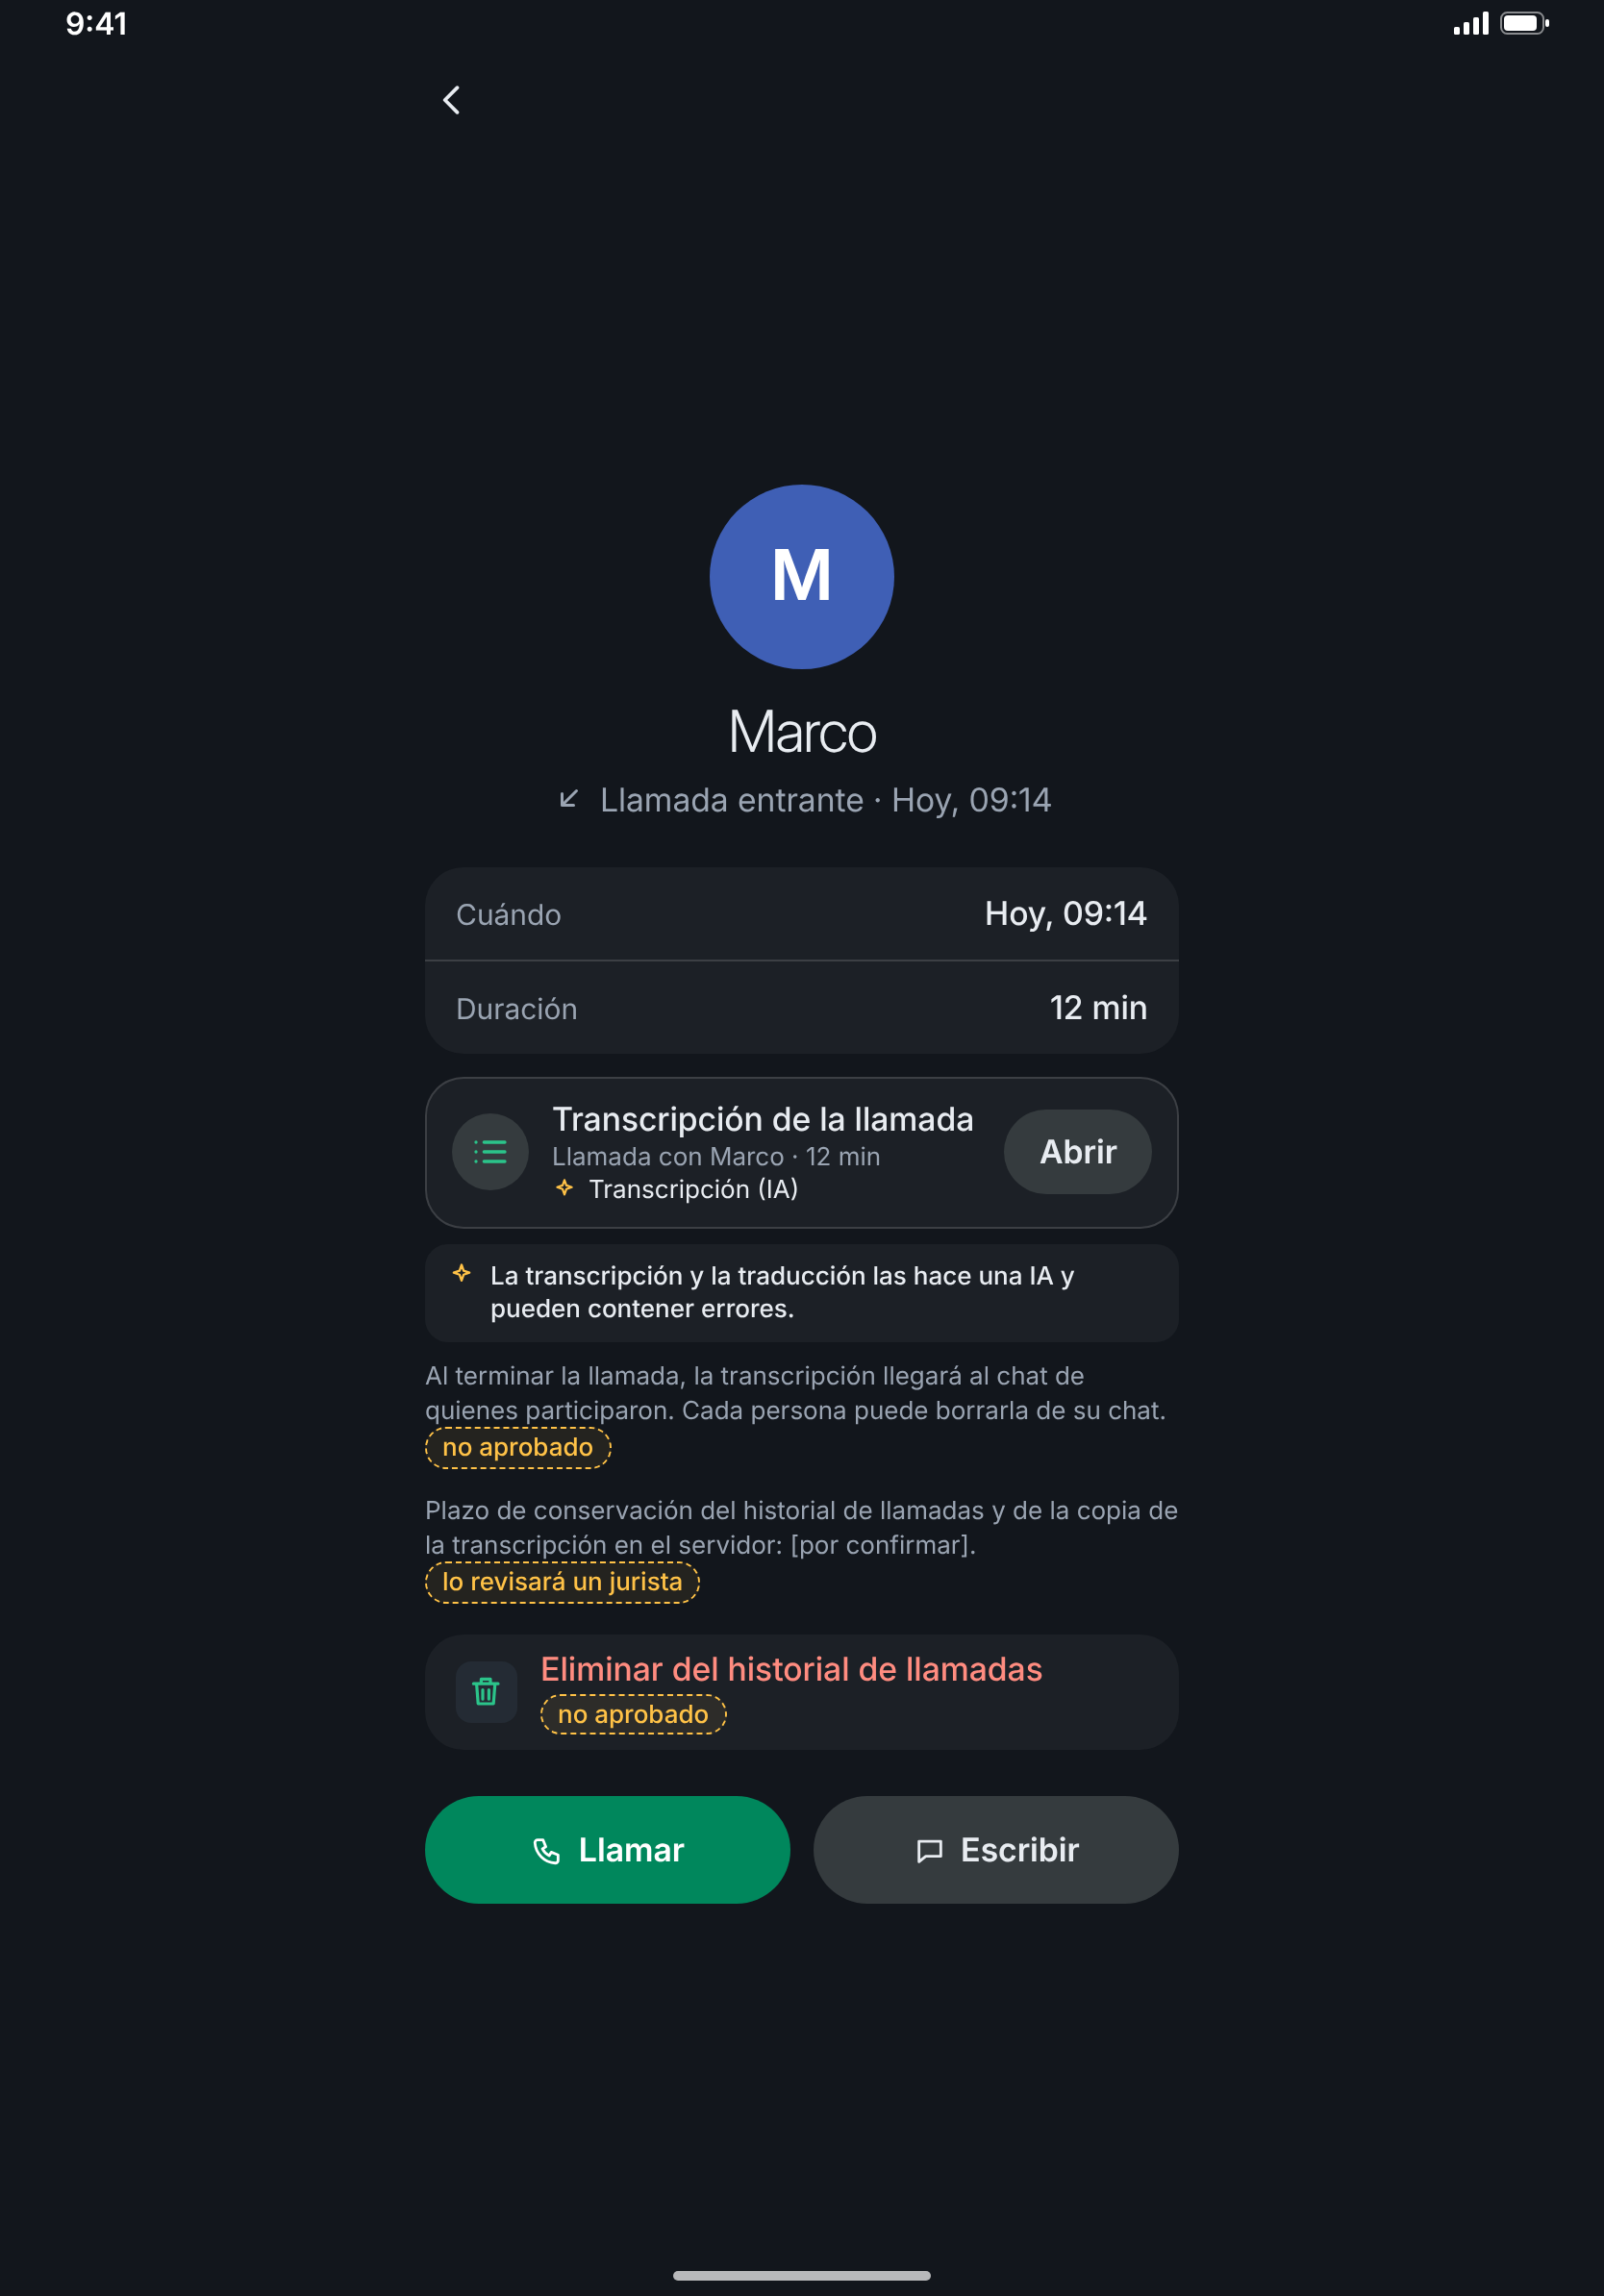 9:41
M
Marco
Llamada entrante · Hoy, 09:14
Cuándo
Hoy, 09:14
Duración
12 min
Transcripción de la llamada
Llamada con Marco · 12 min
Transcripción (IA)
Abrir
La transcripción y la traducción las hace una IA y
pueden contener errores.
Al terminar la llamada, la transcripción llegará al chat de
quienes participaron. Cada persona puede borrarla de su chat.
no aprobado
Plazo de conservación del historial de llamadas y de la copia de
la transcripción en el servidor: [por confirmar].
lo revisará un jurista
Eliminar del historial de llamadas
no aprobado
Llamar
Escribir